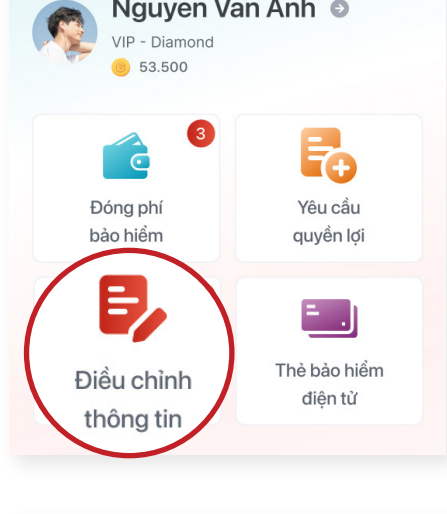 Nguyen Van Anh
VIP - Diamond
53.500
3
Đóng phí
bảo hiểm
Yêu cầu
quyền lợi
Điều chỉnh
thông tin
Thẻ bảo hiểm
điện tử